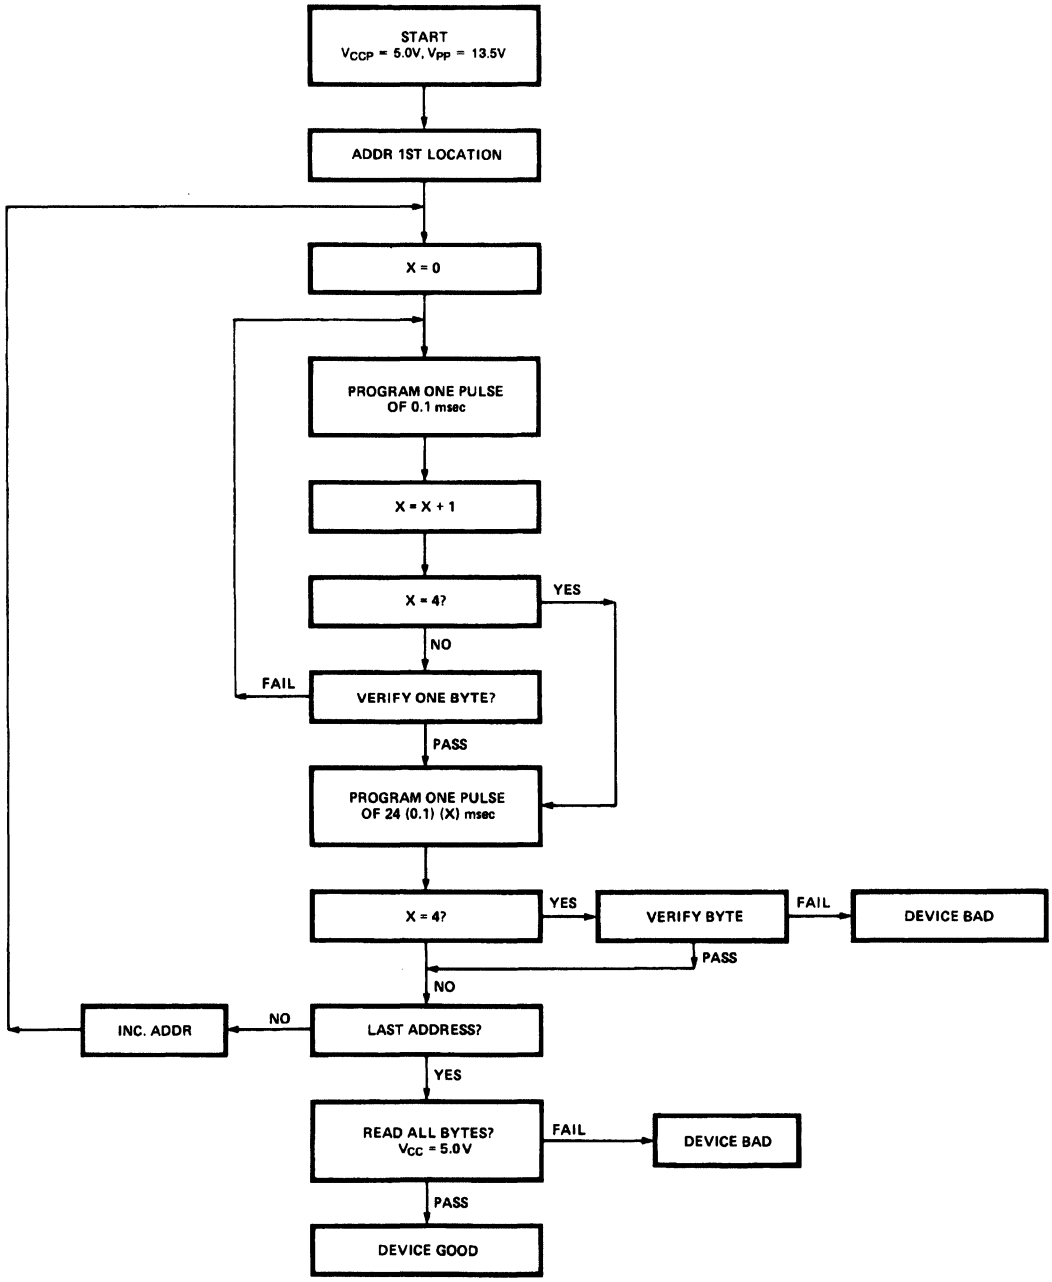 START
VCCP = 5.0V, VPP = 13.5V
ADDR 1ST LOCATION
X = 0
PROGRAM ONE PULSE
OF 0.1 msec
X = X + 1
X = 4?
YES
NO
FAIL
VERIFY ONE BYTE?
PASS
PROGRAM ONE PULSE
OF 24 (0.1) (X) msec
X = 4?
YES
VERIFY BYTE
FAIL
DEVICE BAD
PASS
NO
INC. ADDR
NO
LAST ADDRESS?
YES
READ ALL BYTES?
VCC = 5.0V
FAIL
DEVICE BAD
PASS
DEVICE GOOD